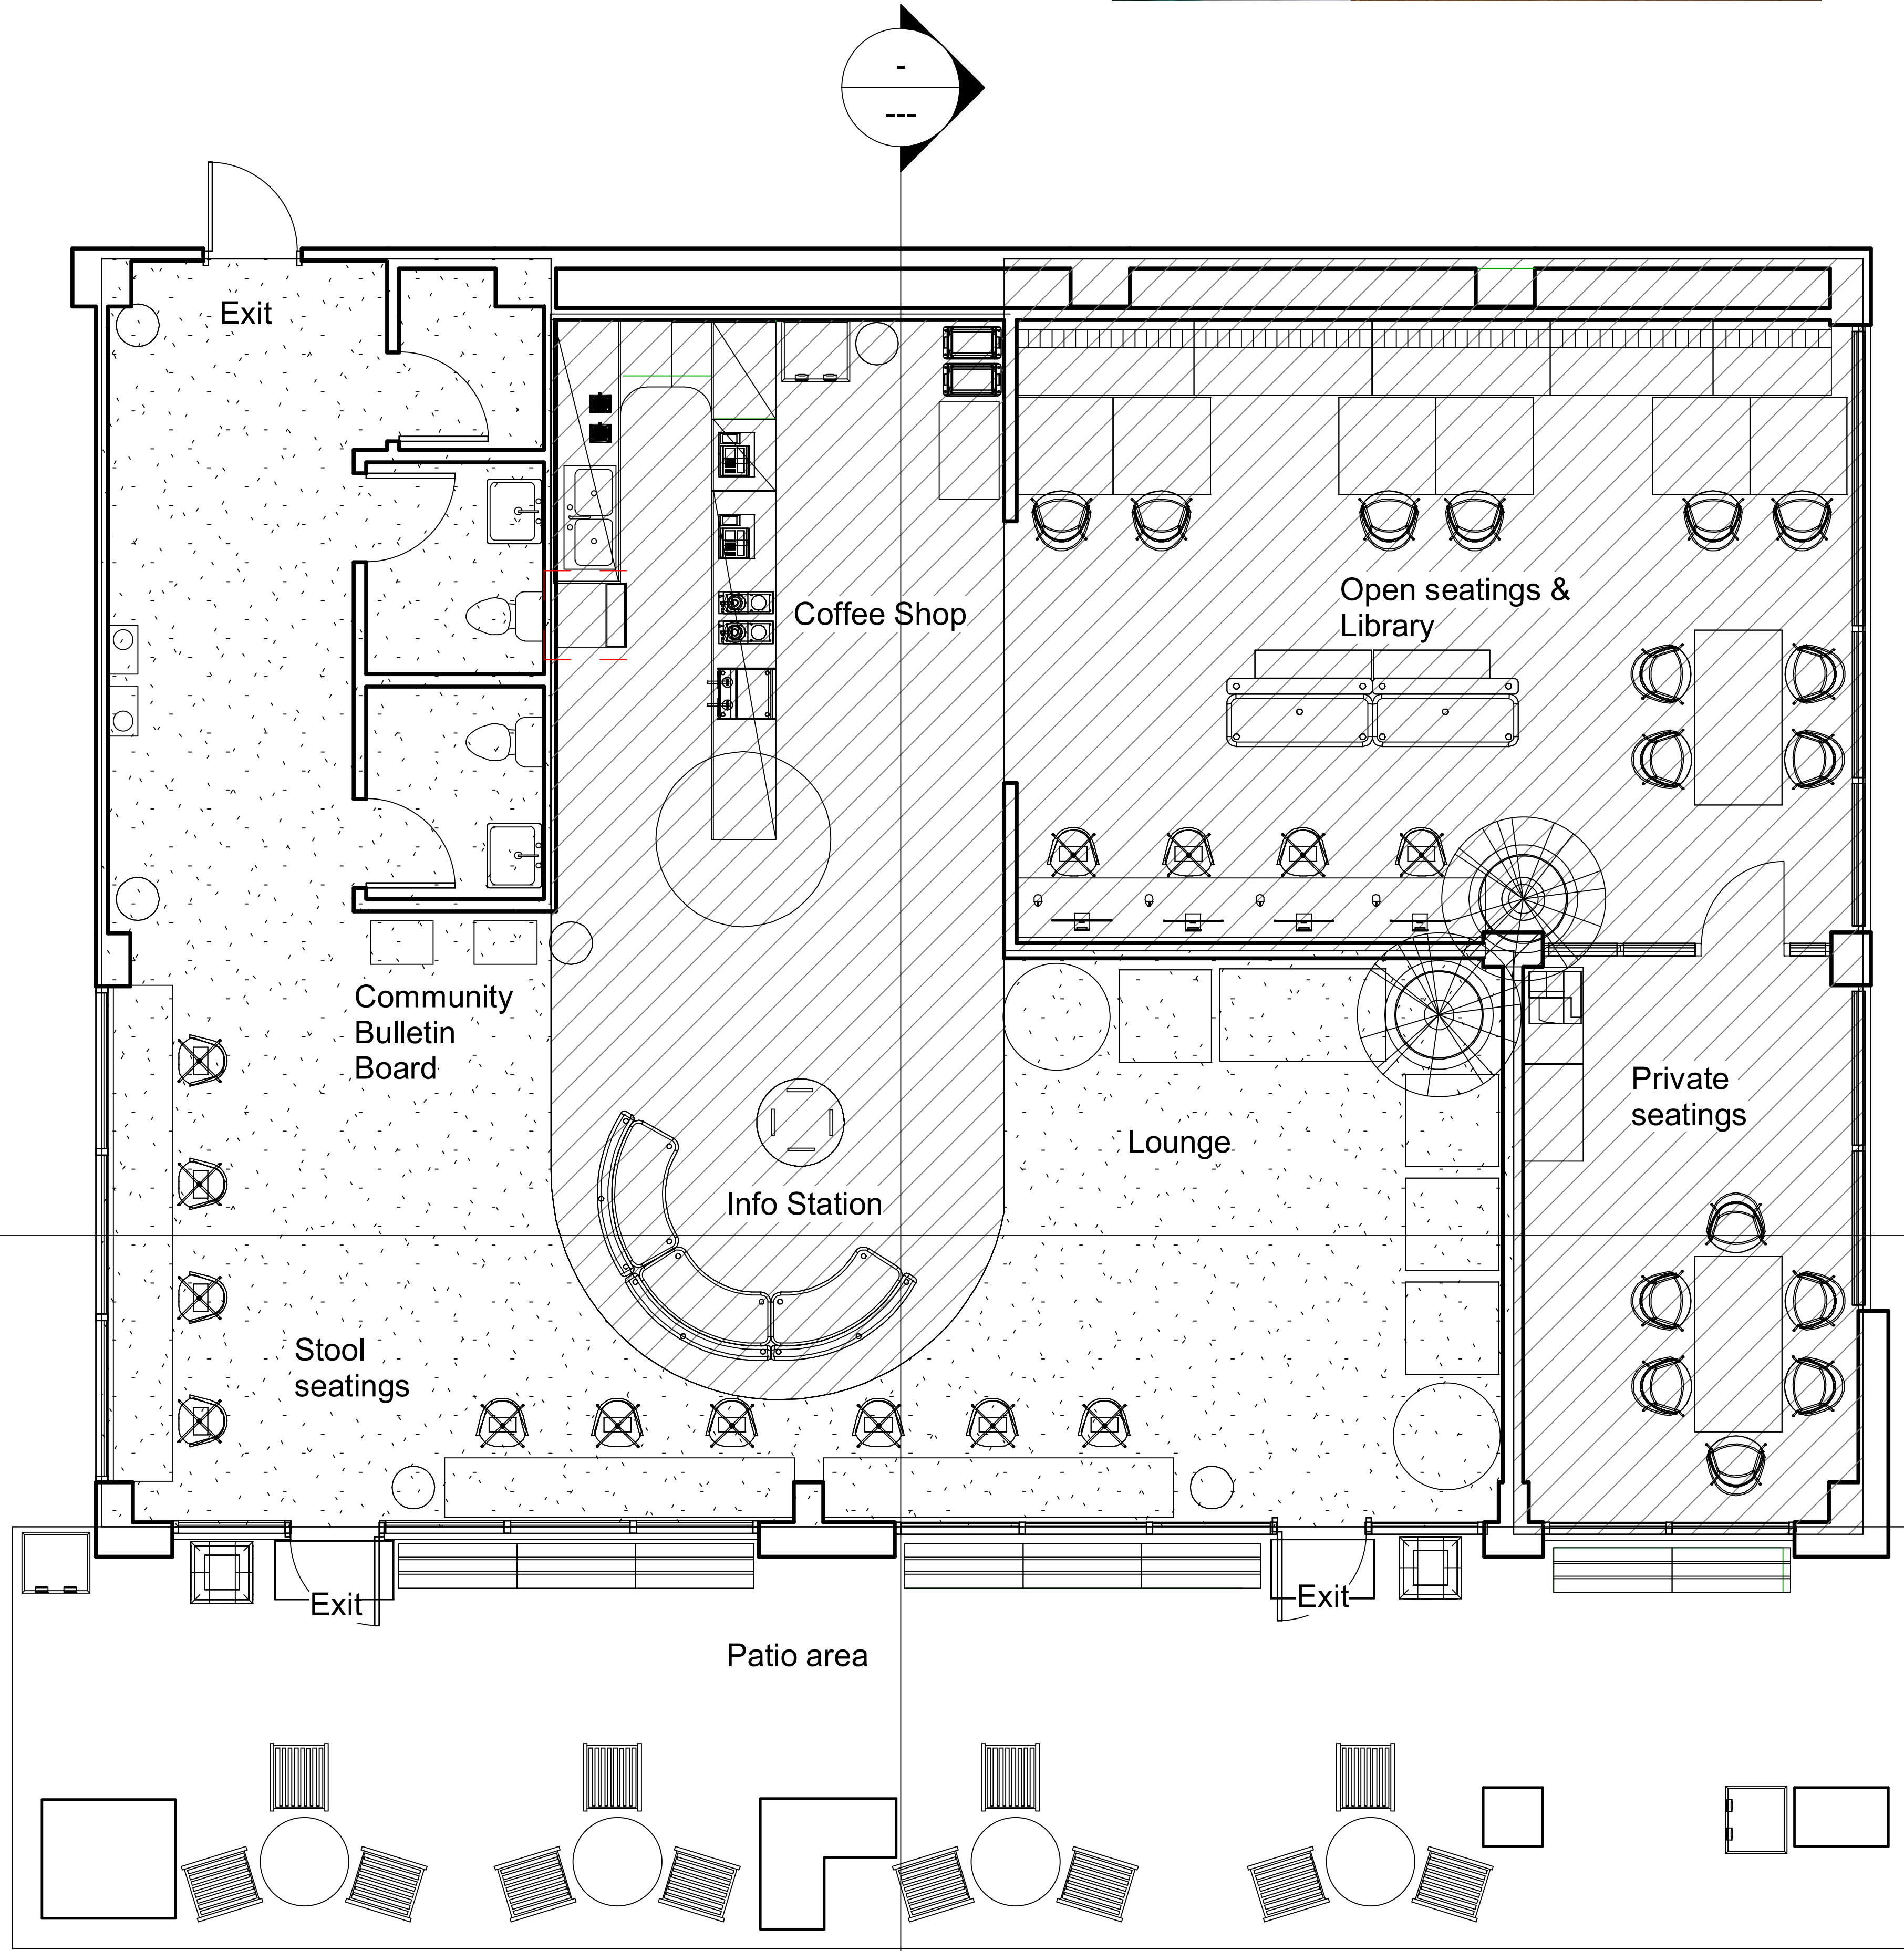 -
---
Exit
Coffee Shop
Open seatings &
Library
Community
Bulletin
Board
Private
seatings
Lounge
Info Station
Stool
seatings
Exit
Exit
Patio area